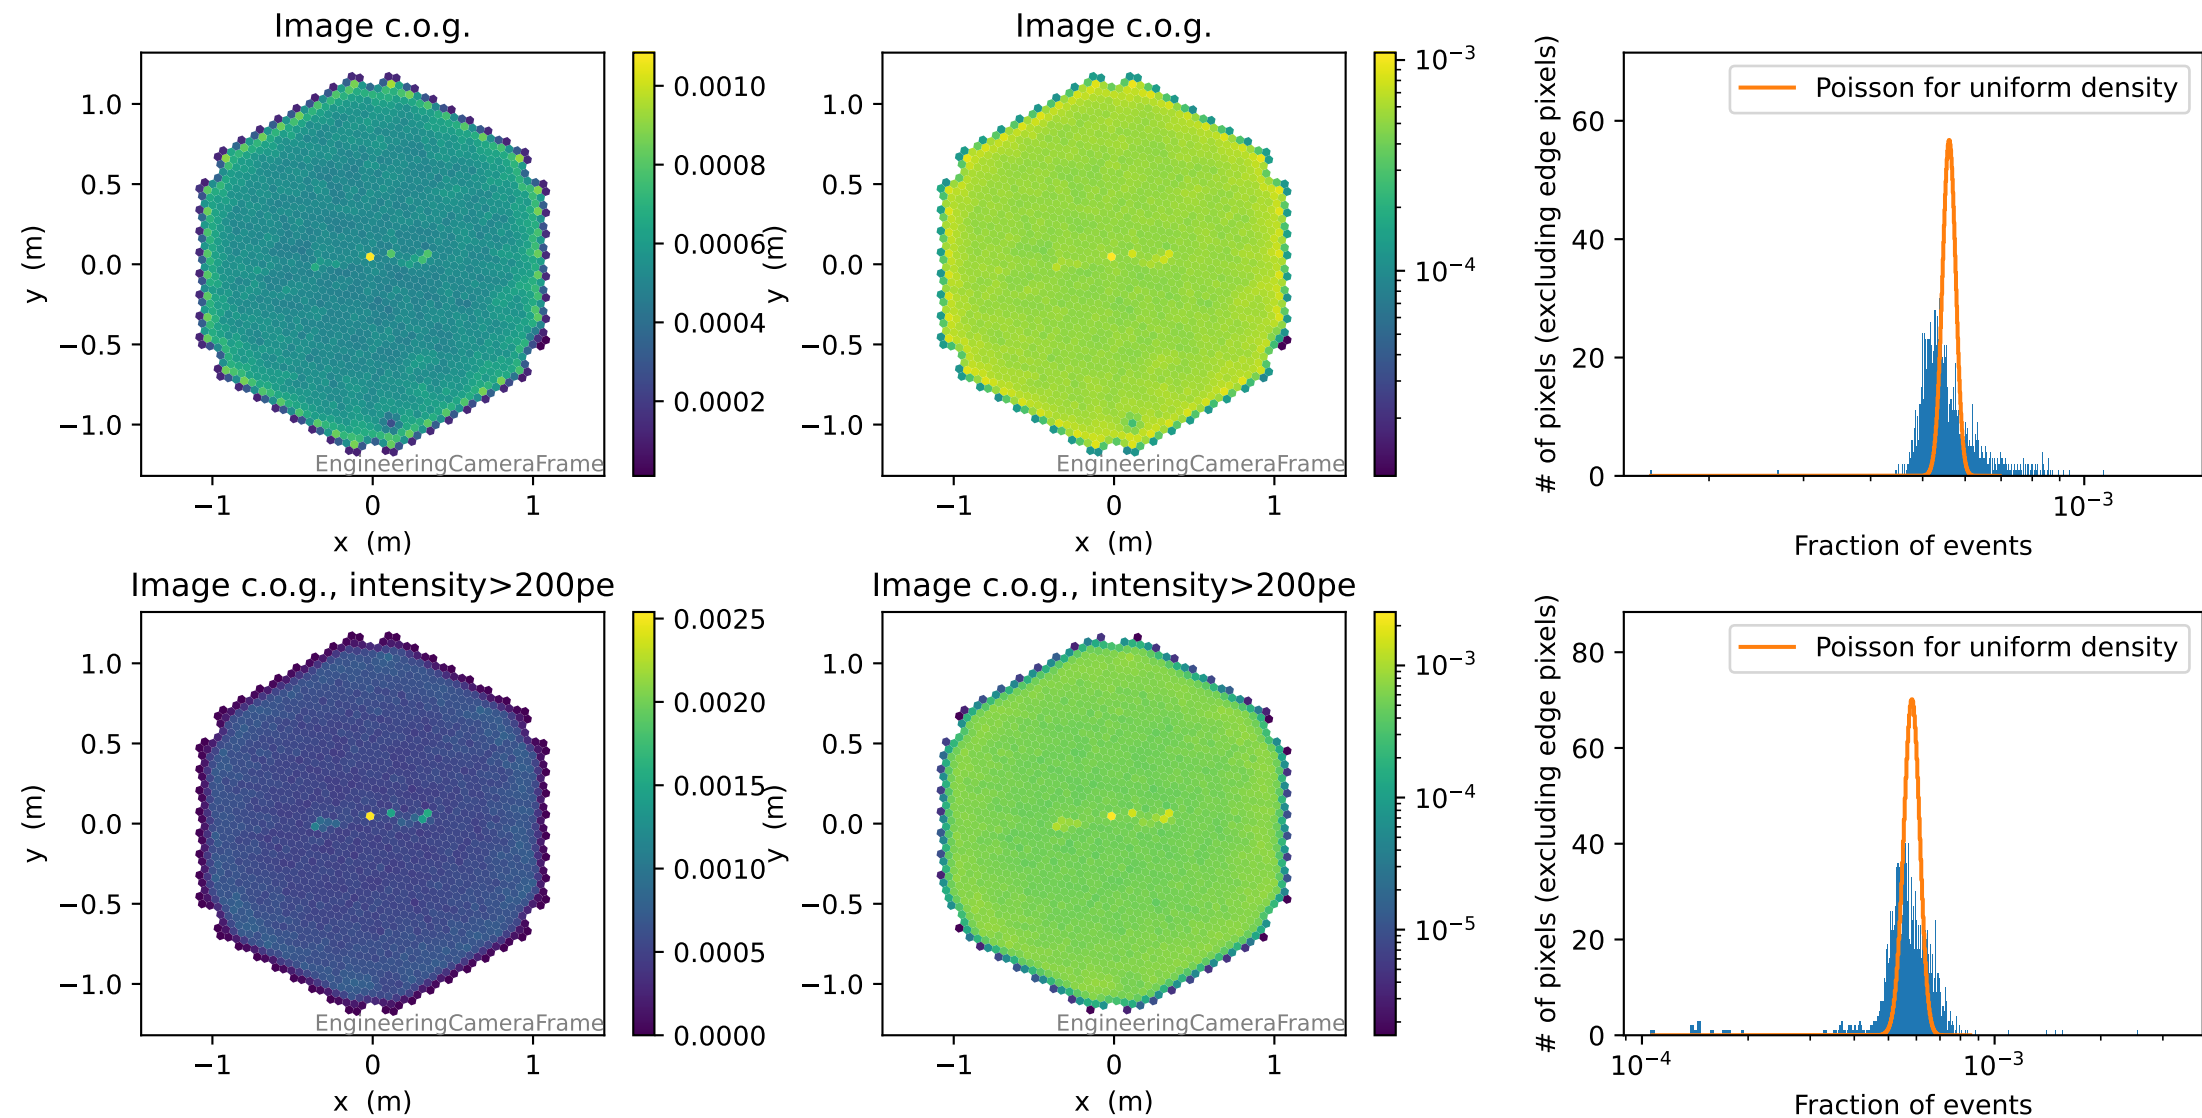 Image c.o.g.
1.0
0.5
0.0
−0.5
−1.0
y (m)
−1
0
1
x (m)
EngineeringCameraFrame
0.0010
0.0008
0.0006
0.0004
0.0002
Image c.o.g.
1.0
0.5
0.0
−0.5
−1.0
y (m)
−1
0
1
x (m)
EngineeringCameraFrame
10⁻³
10⁻⁴
# of pixels (excluding edge pixels)
60
40
20
0
Poisson for uniform density
10⁻³
Fraction of events
Image c.o.g., intensity>200pe
1.0
0.5
0.0
−0.5
−1.0
y (m)
−1
0
1
x (m)
EngineeringCameraFrame
0.0025
0.0020
0.0015
0.0010
0.0005
0.0000
Image c.o.g., intensity>200pe
1.0
0.5
0.0
−0.5
−1.0
y (m)
−1
0
1
x (m)
EngineeringCameraFrame
10⁻³
10⁻⁴
10⁻⁵
# of pixels (excluding edge pixels)
80
60
40
20
0
Poisson for uniform density
10⁻⁴
10⁻³
Fraction of events